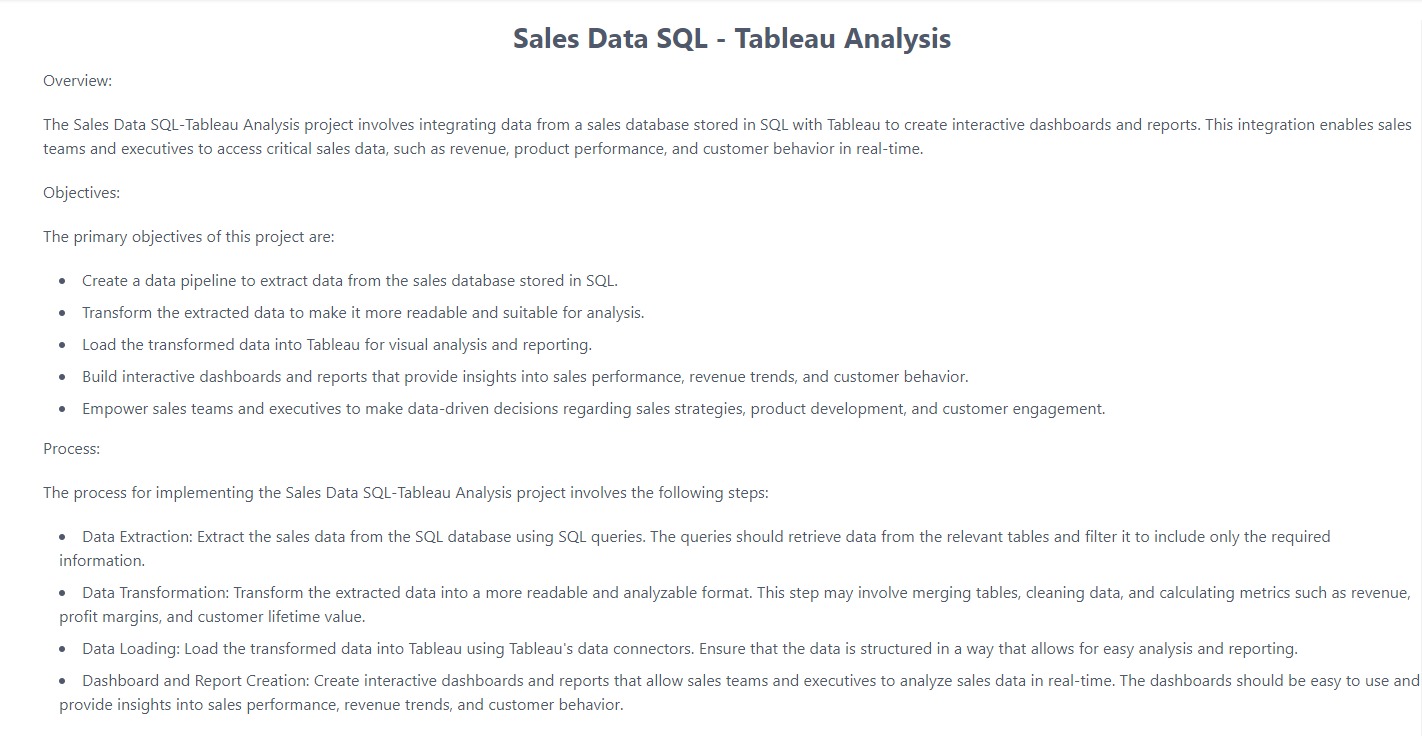 Sales Data SQL - Tableau Analysis
Overview:
The Sales Data SQL-Tableau Analysis project involves integrating data from a sales database stored in SQL with Tableau to create interactive dashboards and reports. This integration enables sales
teams and executives to access critical sales data, such as revenue, product performance, and customer behavior in real-time.
Objectives:
The primary objectives of this project are:
• Create a data pipeline to extract data from the sales database stored in SQL.
• Transform the extracted data to make it more readable and suitable for analysis.
• Load the transformed data into Tableau for visual analysis and reporting.
• Build interactive dashboards and reports that provide insights into sales performance, revenue trends, and customer behavior.
• Empower sales teams and executives to make data-driven decisions regarding sales strategies, product development, and customer engagement.
Process:
The process for implementing the Sales Data SQL-Tableau Analysis project involves the following steps:
• Data Extraction: Extract the sales data from the SQL database using SQL queries. The queries should retrieve data from the relevant tables and filter it to include only the required
information.
• Data Transformation: Transform the extracted data into a more readable and analyzable format. This step may involve merging tables, cleaning data, and calculating metrics such as revenue,
profit margins, and customer lifetime value.
• Data Loading: Load the transformed data into Tableau using Tableau's data connectors. Ensure that the data is structured in a way that allows for easy analysis and reporting.
• Dashboard and Report Creation: Create interactive dashboards and reports that allow sales teams and executives to analyze sales data in real-time. The dashboards should be easy to use and
provide insights into sales performance, revenue trends, and customer behavior.